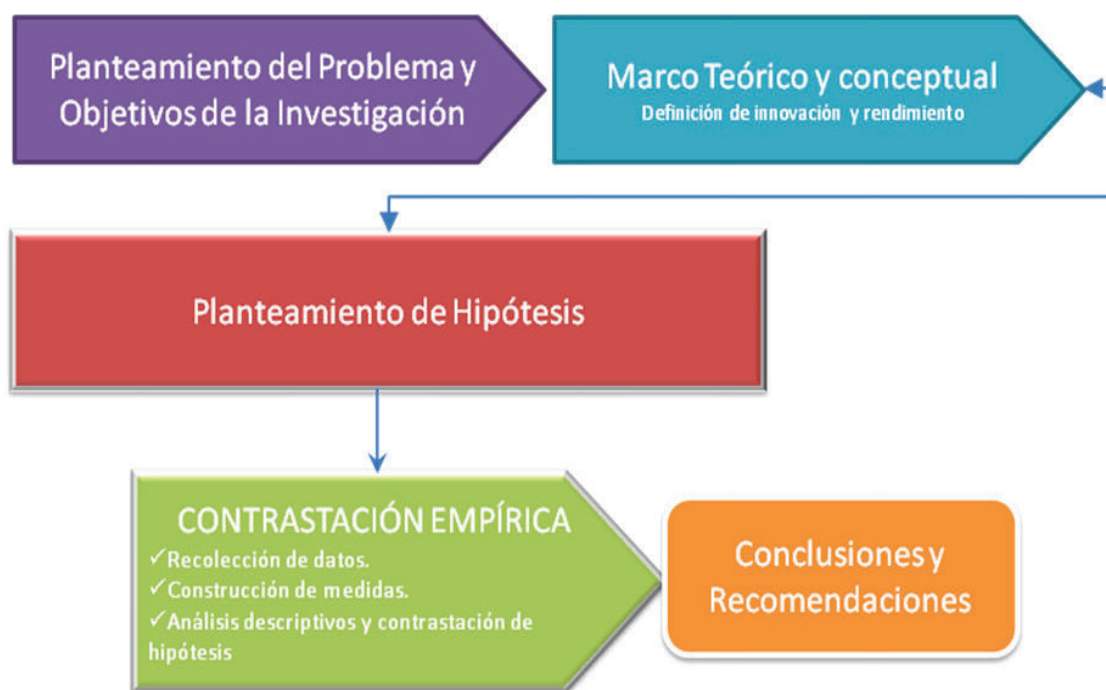 Planteamiento del Problema y
Objetivos de la Investigación
Marco Teórico y conceptual
Definición de innovación y rendimiento
Planteamiento de Hipótesis
CONTRASTACIÓN EMPÍRICA
✓Recolección de datos.
✓Construcción de medidas.
✓Análisis descriptivos y contrastación de
hipótesis
Conclusiones y
Recomendaciones